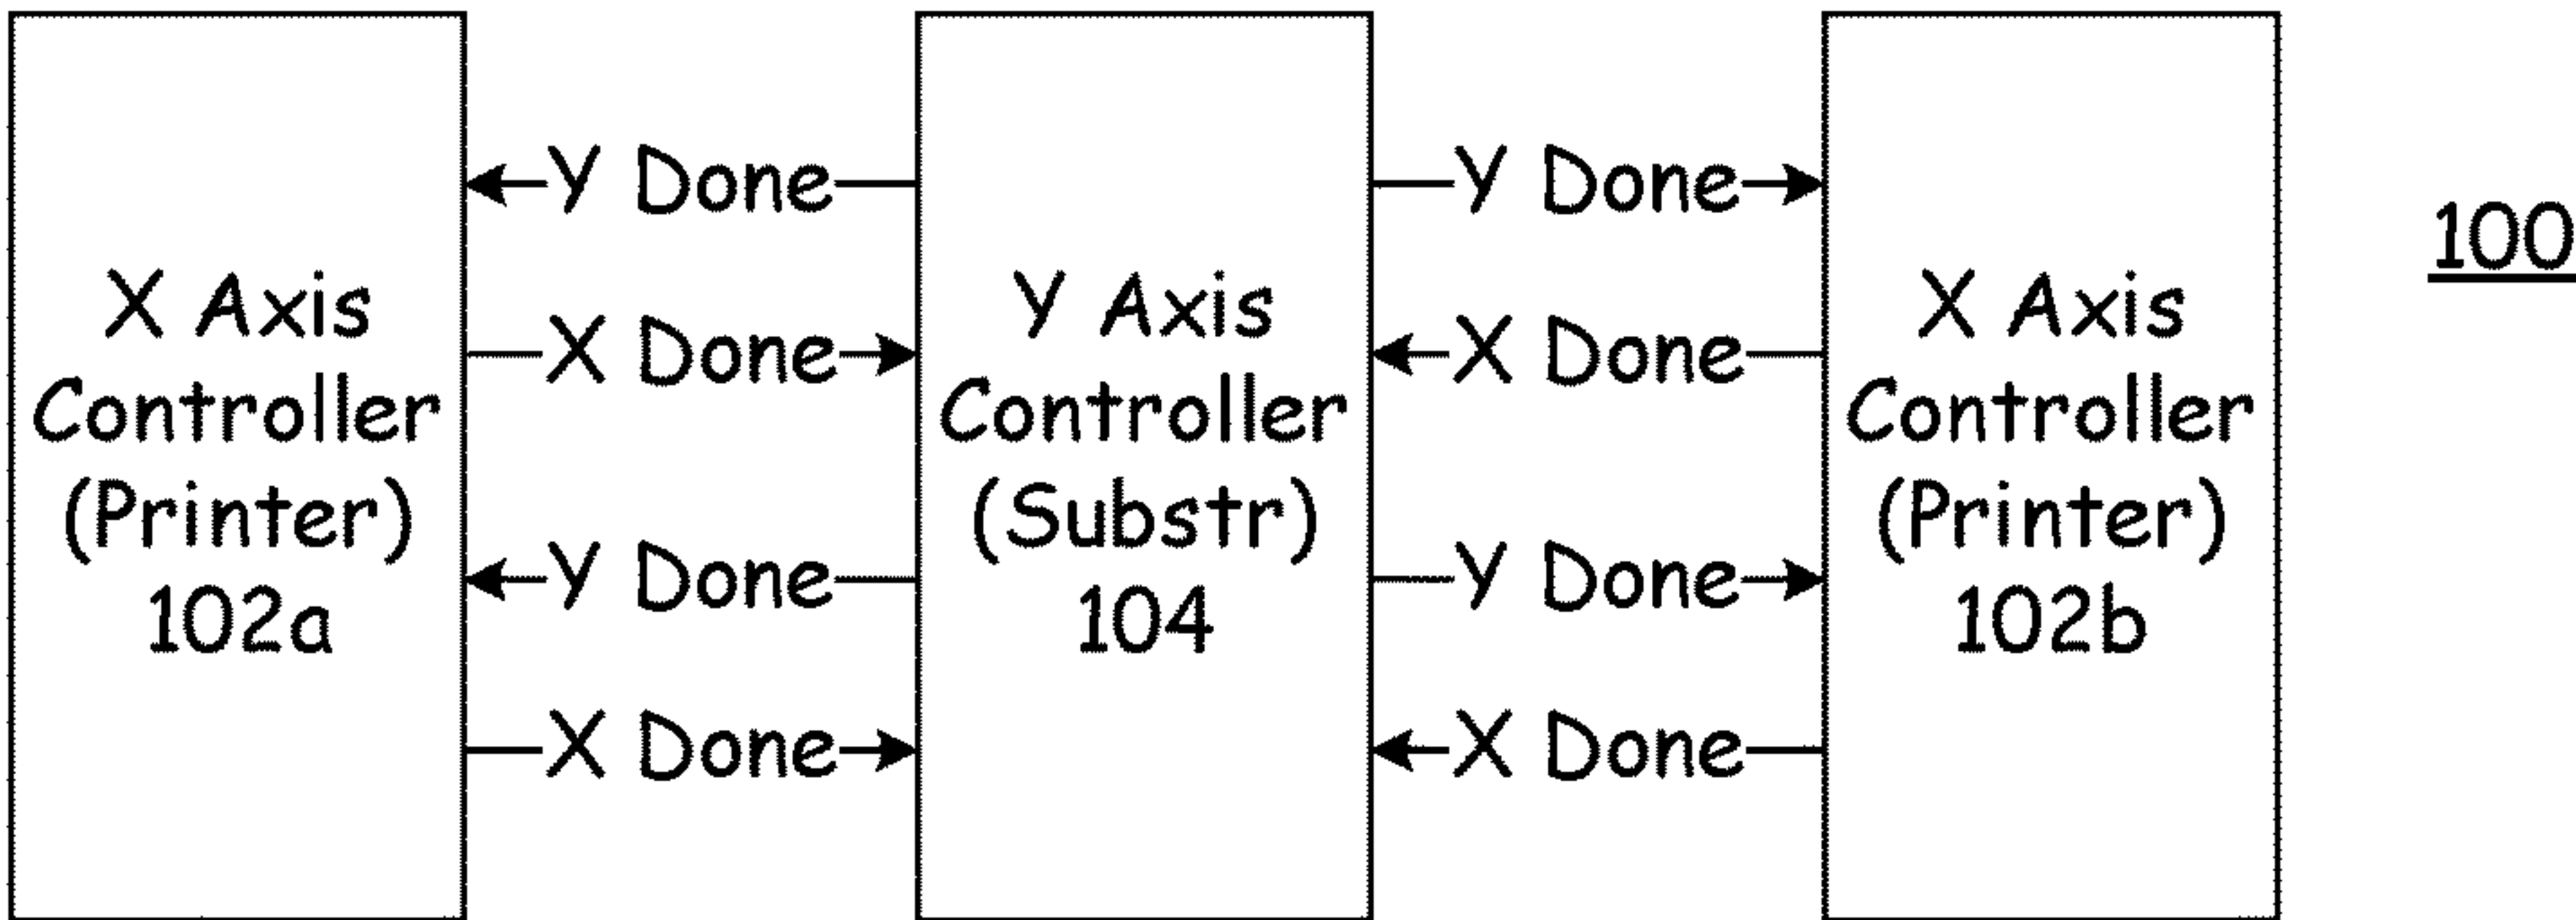 X Axis
Controller
(Printer)
102a
Y Done
X Done
Y Done
X Done
Y Axis
Controller
(Substr)
104
Y Done
X Done
Y Done
X Done
X Axis
Controller
(Printer)
102b
100